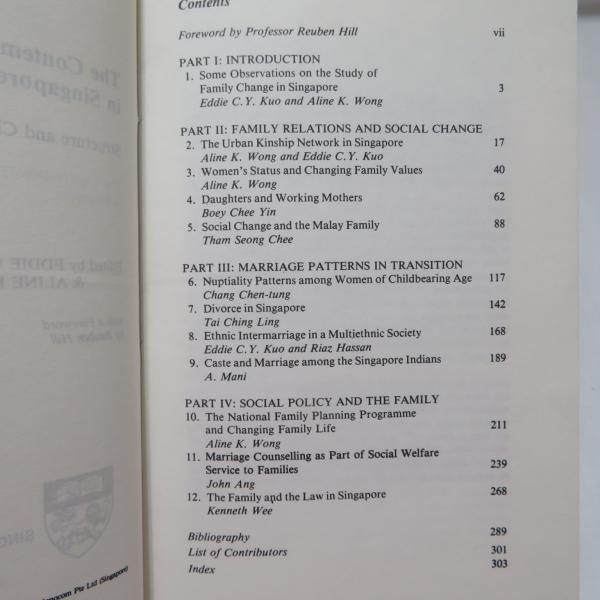 Contents
Foreword by Professor Reuben Hill vii
PART I: INTRODUCTION
1. Some Observations on the Study of
Family Change in Singapore 3
Eddie C.Y. Kuo and Aline K. Wong
PART II: FAMILY RELATIONS AND SOCIAL CHANGE
2. The Urban Kinship Network in Singapore 17
Aline K. Wong and Eddie C.Y. Kuo
3. Women's Status and Changing Family Values 40
Aline K. Wong
4. Daughters and Working Mothers 62
Boey Chee Yin
5. Social Change and the Malay Family 88
Tham Seong Chee
PART III: MARRIAGE PATTERNS IN TRANSITION
6. Nuptiality Patterns among Women of Childbearing Age 117
Chang Chen-tung
7. Divorce in Singapore 142
Tai Ching Ling
8. Ethnic Intermarriage in a Multiethnic Society 168
Eddie C.Y. Kuo and Riaz Hassan
9. Caste and Marriage among the Singapore Indians 189
A. Mani
PART IV: SOCIAL POLICY AND THE FAMILY
10. The National Family Planning Programme
and Changing Family Life 211
Aline K. Wong
11. Marriage Counselling as Part of Social Welfare
Service to Families 239
John Ang
12. The Family and the Law in Singapore 268
Kenneth Wee
Bibliography 289
List of Contributors 301
Index 303
Pte Ltd (Singapore)